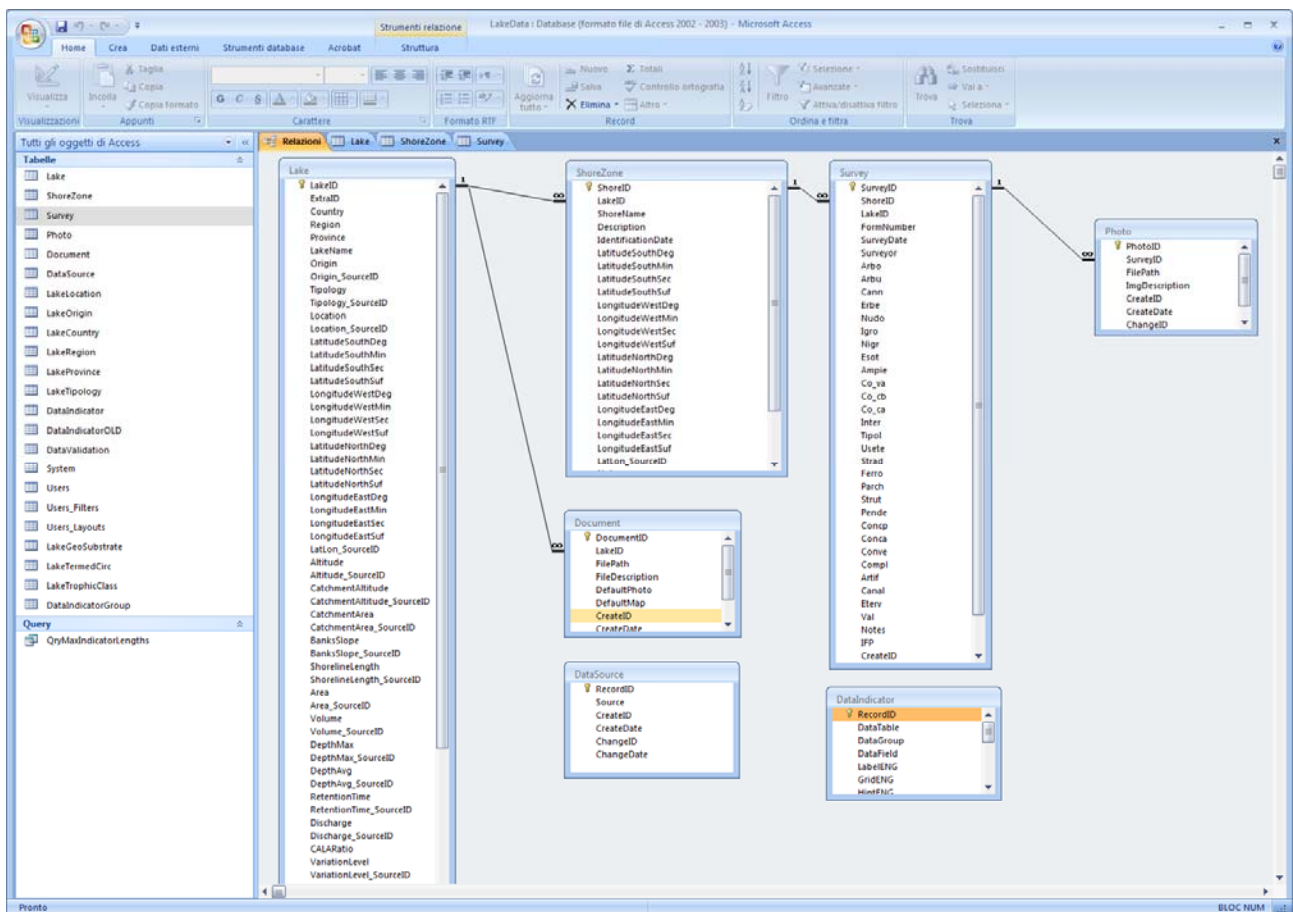 Strumenti relazione
LakeData : Database (formato file di Access 2002 - 2003) - Microsoft Access
Home
Crea
Dati esterni
Strumenti database
Acrobat
Struttura
Visualizza
Incolla
Taglia
Copia
Copia formato
G C S
Aggiorna tutto
Nuovo
Salva
Elimina
Totali
Controllo ortografia
Altro
Filtro
Selezione
Avanzate
Attiva/disattiva filtro
Trova
Sostituisci
Vai a
Seleziona
Visualizzazioni
Appunti
Carattere
Formato RTF
Record
Ordina e filtra
Trova
Tutti gli oggetti di Access
Tabelle
Lake
ShoreZone
Survey
Photo
Document
DataSource
LakeLocation
LakeOrigin
LakeCountry
LakeRegion
LakeProvince
LakeTipology
DataIndicator
DataIndicatorOLD
DataValidation
System
Users
Users_Filters
Users_Layouts
LakeGeoSubstrate
LakeTermedCirc
LakeTrophicClass
DataIndicatorGroup
Query
QryMaxIndicatorLengths
Relazioni
Lake
ShoreZone
Survey
Lake
LakeID
ExtraID
Country
Region
Province
LakeName
Origin
Origin_SourceID
Tipology
Tipology_SourceID
Location
Location_SourceID
LatitudeSouthDeg
LatitudeSouthMin
LatitudeSouthSec
LatitudeSouthSuf
LongitudeWestDeg
LongitudeWestMin
LongitudeWestSec
LongitudeWestSuf
LatitudeNorthDeg
LatitudeNorthMin
LatitudeNorthSec
LatitudeNorthSuf
LongitudeEastDeg
LongitudeEastMin
LongitudeEastSec
LongitudeEastSuf
LatLon_SourceID
Altitude
Altitude_SourceID
CatchmentAltitude
CatchmentAltitude_SourceID
CatchmentArea
CatchmentArea_SourceID
BanksSlope
BanksSlope_SourceID
ShorelineLength
ShorelineLength_SourceID
Area
Area_SourceID
Volume
Volume_SourceID
DepthMax
DepthMax_SourceID
DepthAvg
DepthAvg_SourceID
RetentionTime
RetentionTime_SourceID
Discharge
Discharge_SourceID
CALARatio
VariationLevel
VariationLevel_SourceID
1
∞
∞
ShoreZone
ShoreID
LakeID
ShoreName
Description
IdentificationDate
LatitudeSouthDeg
LatitudeSouthMin
LatitudeSouthSec
LatitudeSouthSuf
LongitudeWestDeg
LongitudeWestMin
LongitudeWestSec
LongitudeWestSuf
LatitudeNorthDeg
LatitudeNorthMin
LatitudeNorthSec
LatitudeNorthSuf
LongitudeEastDeg
LongitudeEastMin
LongitudeEastSec
LongitudeEastSuf
LatLon_SourceID
1
∞
Document
DocumentID
LakeID
FilePath
FileDescription
DefaultPhoto
DefaultMap
CreateID
CreateDate
DataSource
RecordID
Source
CreateID
CreateDate
ChangeID
ChangeDate
Survey
SurveyID
ShoreID
LakeID
FormNumber
SurveyDate
Surveyor
Arbo
Arbu
Cann
Erbe
Nudo
Igro
Nigr
Esot
Ampie
Co_va
Co_cb
Co_ca
Inter
Tipol
Usete
Strad
Ferro
Parch
Strut
Pende
Concp
Conca
Conve
Compl
Artif
Canal
Eterv
Val
Notes
IFP
CreateID
1
∞
DataIndicator
RecordID
DataTable
DataGroup
DataField
LabelENG
GridENG
HintENG
Photo
PhotoID
SurveyID
FilePath
ImgDescription
CreateID
CreateDate
ChangeID
Pronto
BLOC NUM